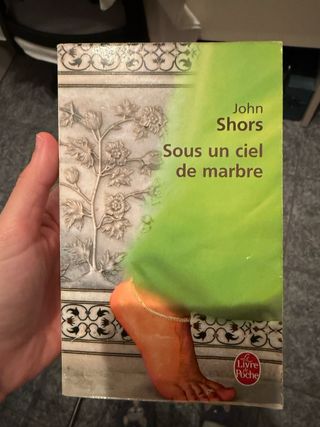 John
Shors
Sous un ciel
de marbre
Le
Livre
de
Poche